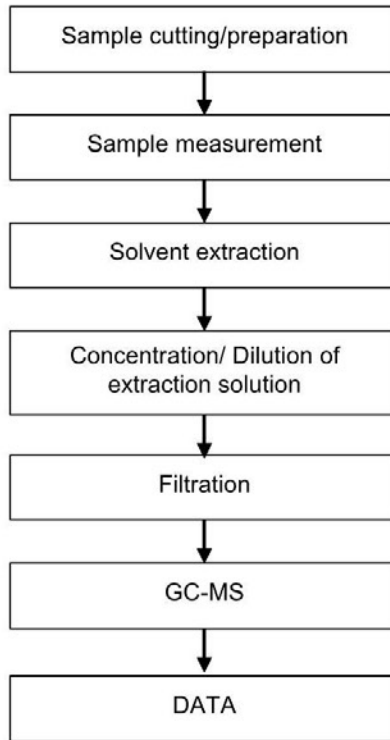 Sample cutting/preparation
Sample measurement
Solvent extraction
Concentration/ Dilution of
extraction solution
Filtration
GC-MS
DATA